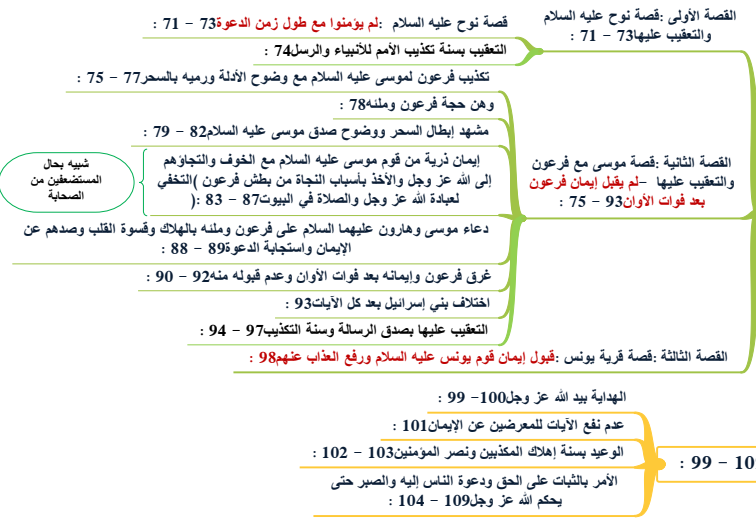 القصة الأولى :قصة نوح عليه السلام
والتعقيب عليها73 – 71 :
قصة نوح عليه السلام :لم يؤمنوا مع طول زمن الدعوة73 – 71 :
التعقيب بسنة تكذيب الأمم للأنبياء والرسل74 :
القصة الثانية :قصة موسى مع فرعون
والتعقيب عليها –لم يقبل إيمان فرعون
بعد فوات الأوان93 – 75 :
تكذيب فرعون لموسى عليه السلام مع وضوح الأدلة ورميه بالسحر77 – 75 :
وهن حجة فرعون وملئه78 :
مشهد إبطال السحر ووضوح صدق موسى عليه السلام82 – 79 :
إيمان ذرية من قوم موسى عليه السلام مع الخوف والتجاؤهم
إلى الله عز وجل والأخذ بأسباب النجاة من بطش فرعون )التخفي
لعبادة الله عز وجل والصلاة في البيوت87 – 83 :(
شبيه بحال
المستضعفين من
الصحابة
دعاء موسى وهارون عليهما السلام على فرعون وملئه بالهلاك وقسوة القلب وصدهم عن
الإيمان واستجابة الدعوة89 – 88 :
غرق فرعون وإيمانه بعد فوات الأوان وعدم قبوله منه92 – 90 :
اختلاف بني إسرائيل بعد كل الآيات93 :
التعقيب عليها بصدق الرسالة وسنة التكذيب97 – 94 :
القصة الثالثة :قصة قرية يونس :قبول إيمان قوم يونس عليه السلام ورفع العذاب عنهم98 :
الهداية بيد الله عز وجل100– 99 :
عدم نفع الآيات للمعرضين عن الإيمان101 :
الوعيد بسنة إهلاك المكذبين ونصر المؤمنين103 – 102 :
الأمر بالثبات على الحق ودعوة الناس إليه والصبر حتى
يحكم الله عز وجل109 – 104 :
– 99 :